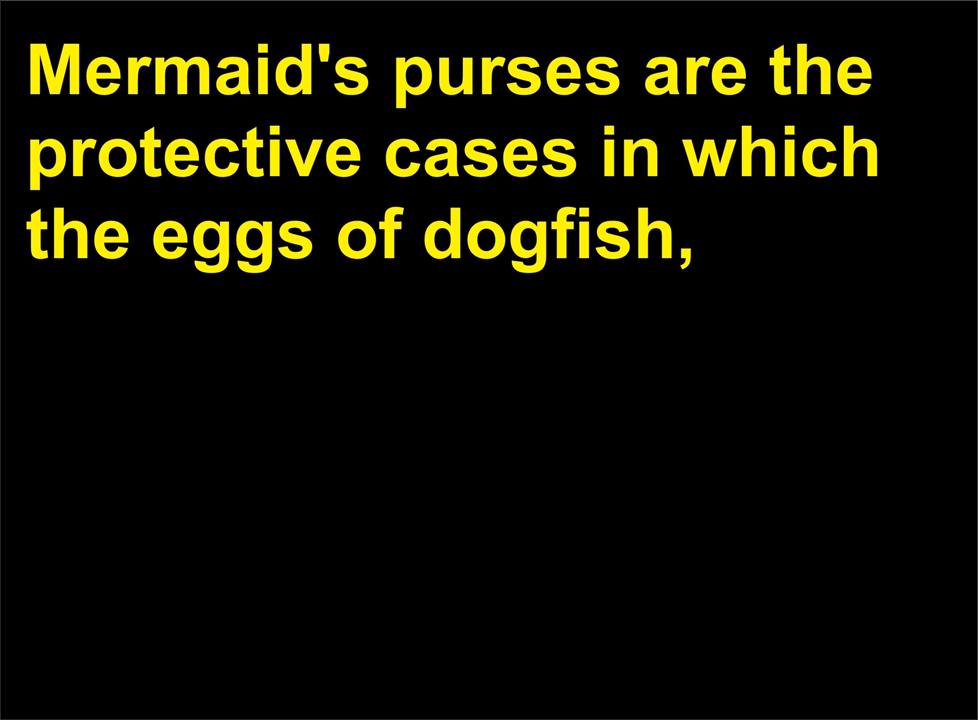 Mermaid's purses are the
protective cases in which
the eggs of dogfish,